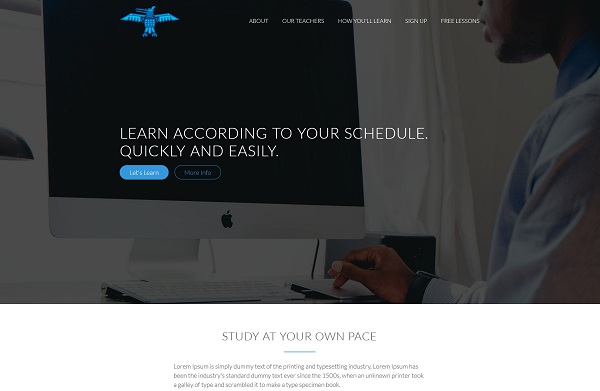 ABOUT OUR TEACHERS HOW YOU'LL LEARN SIGN UP FREE LESSONS
LEARN ACCORDING TO YOUR SCHEDULE.
QUICKLY AND EASILY.
Let's Learn More Info
STUDY AT YOUR OWN PACE
Lorem Ipsum is simply dummy text of the printing and typesetting industry. Lorem Ipsum has
been the industry's standard dummy text ever since the 1500s, when an unknown printer took
a galley of type and scrambled it to make a type specimen book.